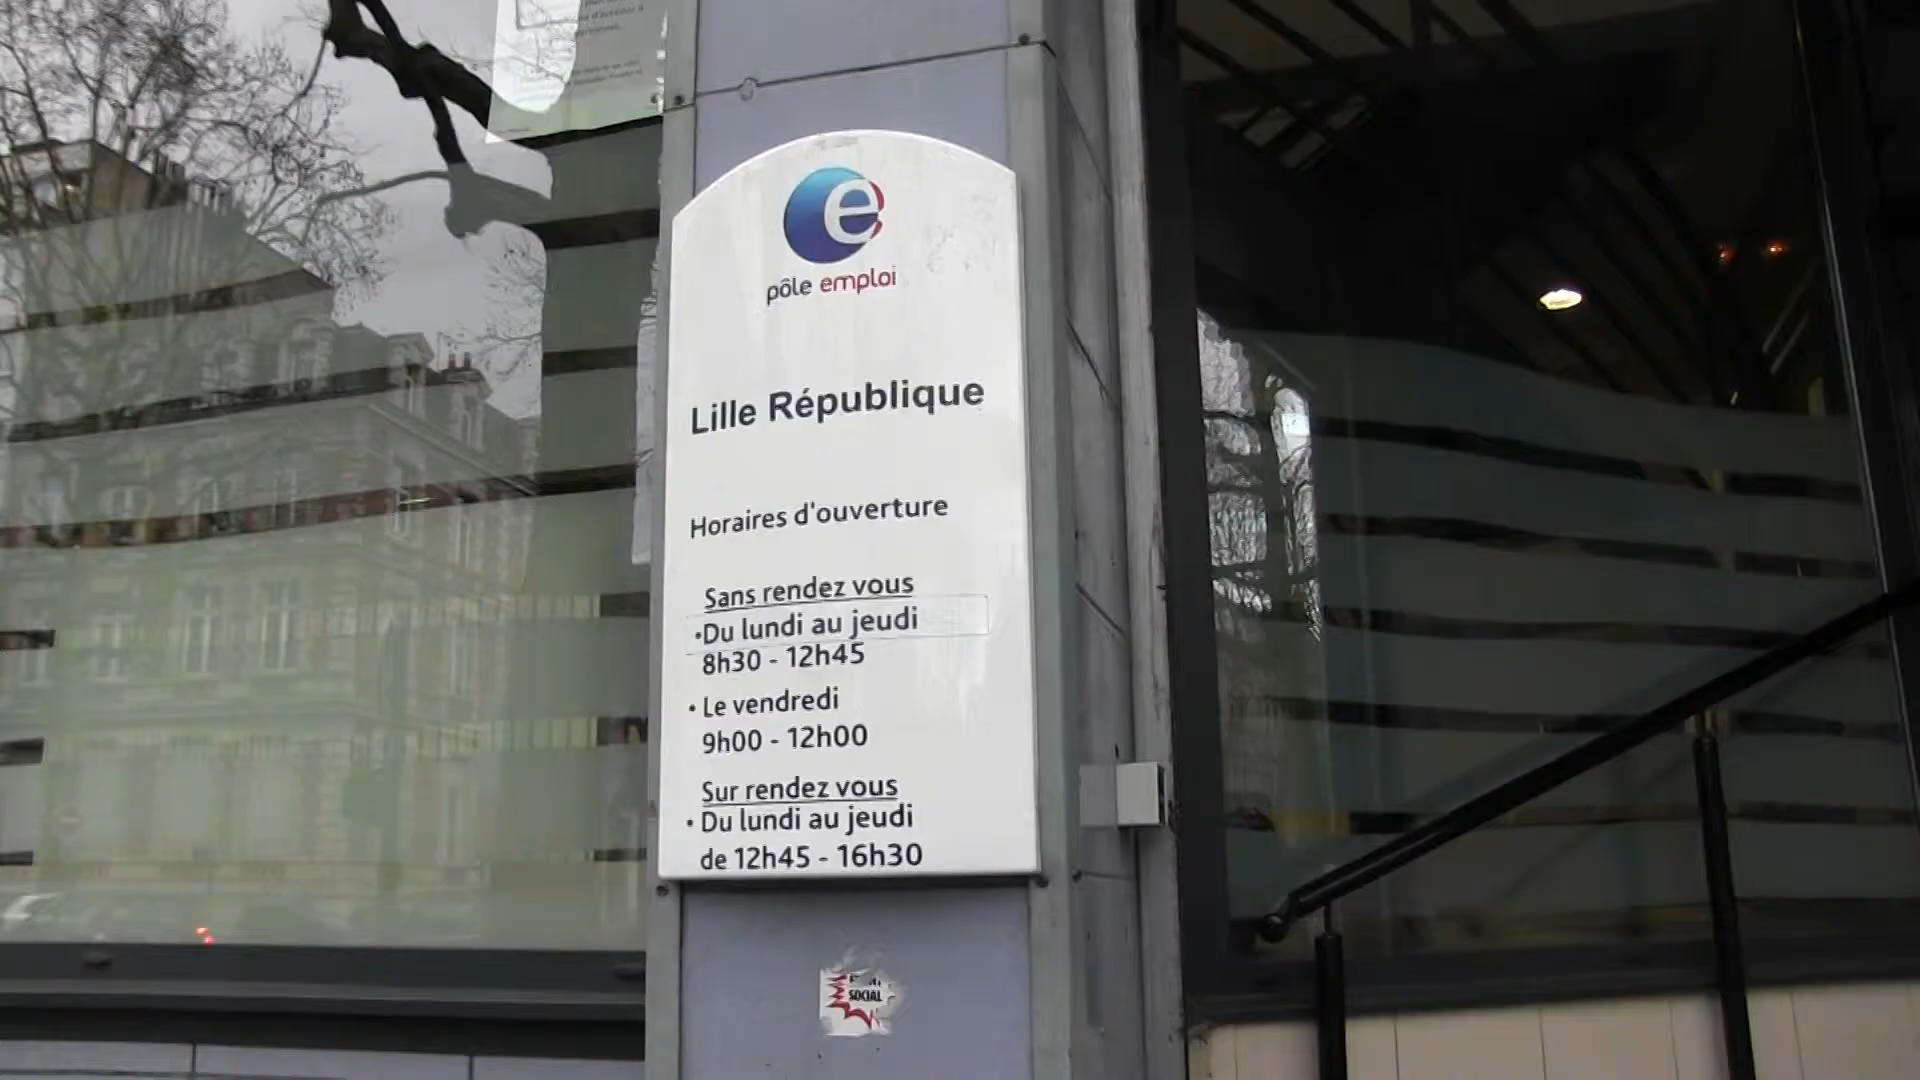 pôle emploi
Lille République
Horaires d'ouverture
Sans rendez vous
•Du lundi au jeudi
8h30 - 12h45
• Le vendredi
9h00 - 12h00
Sur rendez vous
• Du lundi au jeudi
de 12h45 - 16h30
SOCIAL